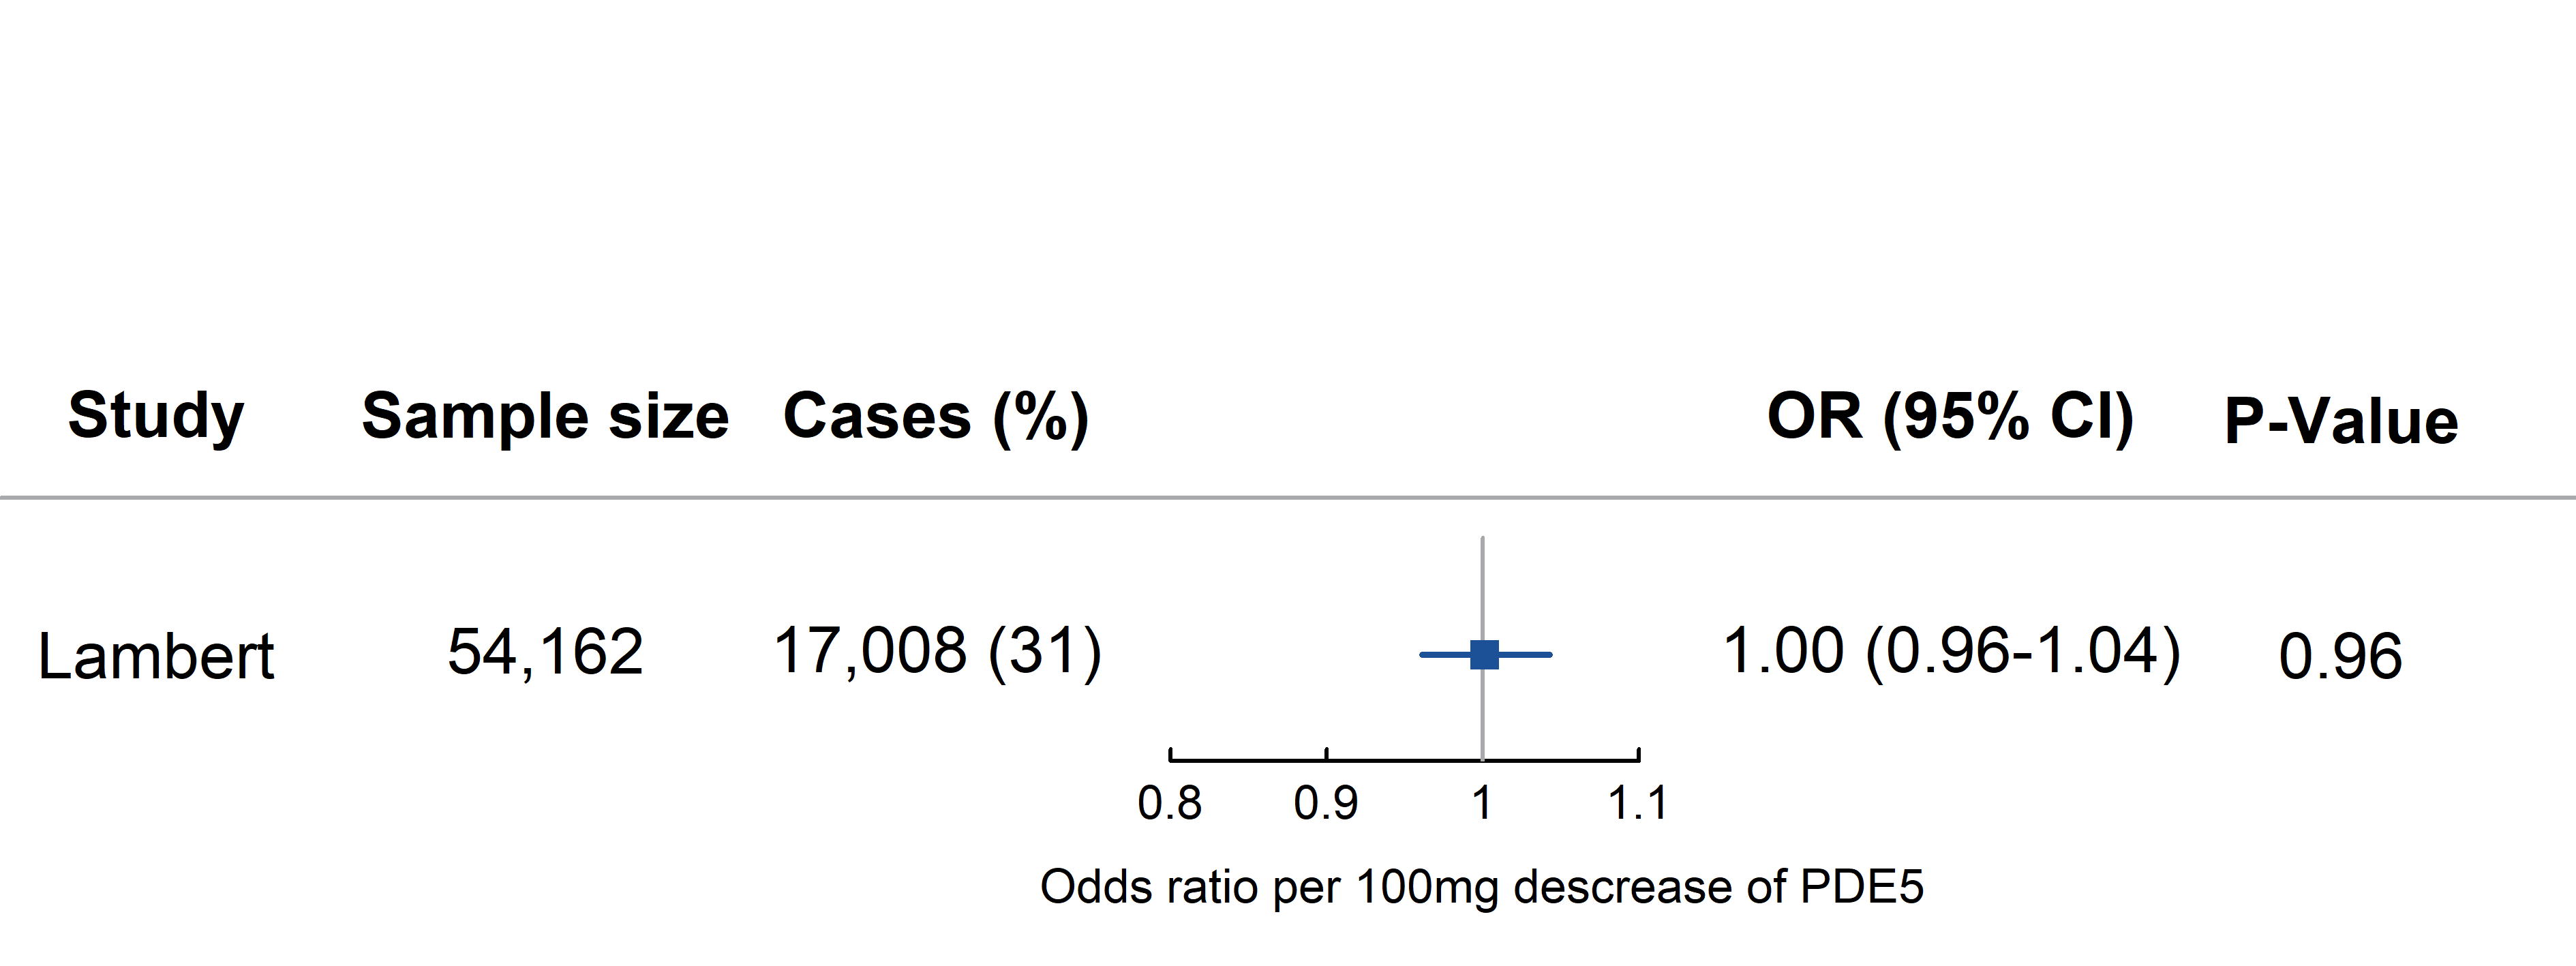 Study Sample size Cases (%) OR (95% CI) P-Value
Lambert 54,162 17,008 (31) 1.00 (0.96-1.04) 0.96
0.8 0.9 1 1.1
Odds ratio per 100mg descrease of PDE5